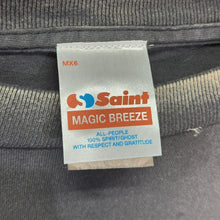 MX6
Saint
MAGIC BREEZE
ALL-PEOPLE
100% SPIRIT/GHOST
WITH RESPECT AND GRATITUDE